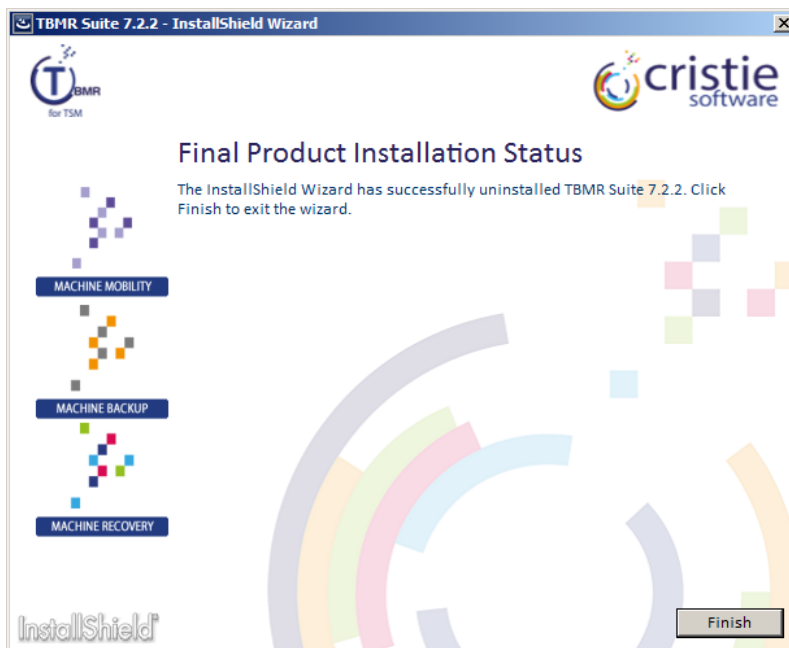 TBMR Suite 7.2.2 - InstallShield Wizard
TBMR
for TSM
cristie
software
Final Product Installation Status
The InstallShield Wizard has successfully uninstalled TBMR Suite 7.2.2. Click
Finish to exit the wizard.
MACHINE MOBILITY
MACHINE BACKUP
MACHINE RECOVERY
InstallShield®
Finish